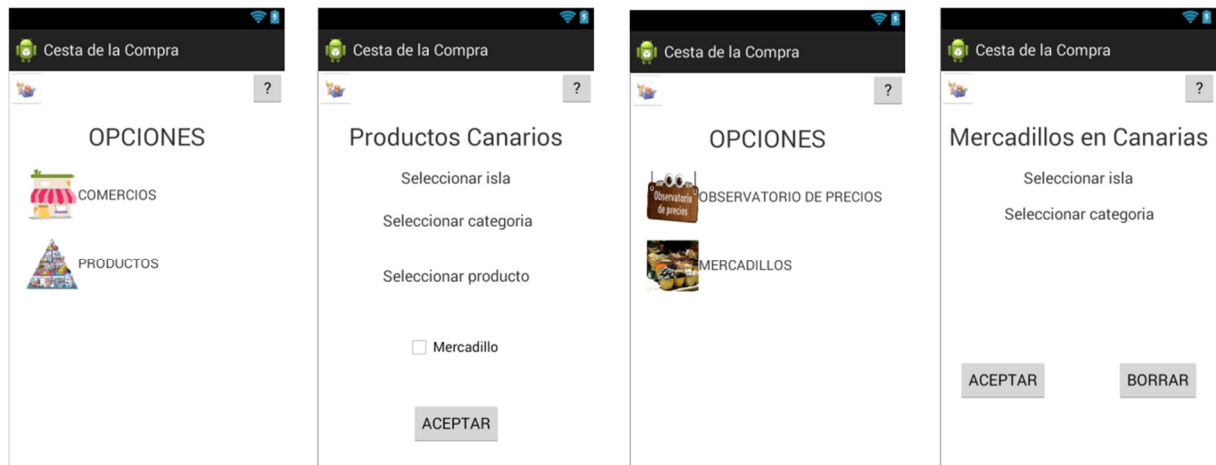 Cesta de la Compra
?
OPCIONES
COMERCIOS
PRODUCTOS
Cesta de la Compra
?
Productos Canarios
Seleccionar isla
Seleccionar categoria
Seleccionar producto
Mercadillo
ACEPTAR
Cesta de la Compra
?
OPCIONES
Observatorio
de precios
OBSERVATORIO DE PRECIOS
MERCADILLOS
Cesta de la Compra
?
Mercadillos en Canarias
Seleccionar isla
Seleccionar categoria
ACEPTAR
BORRAR